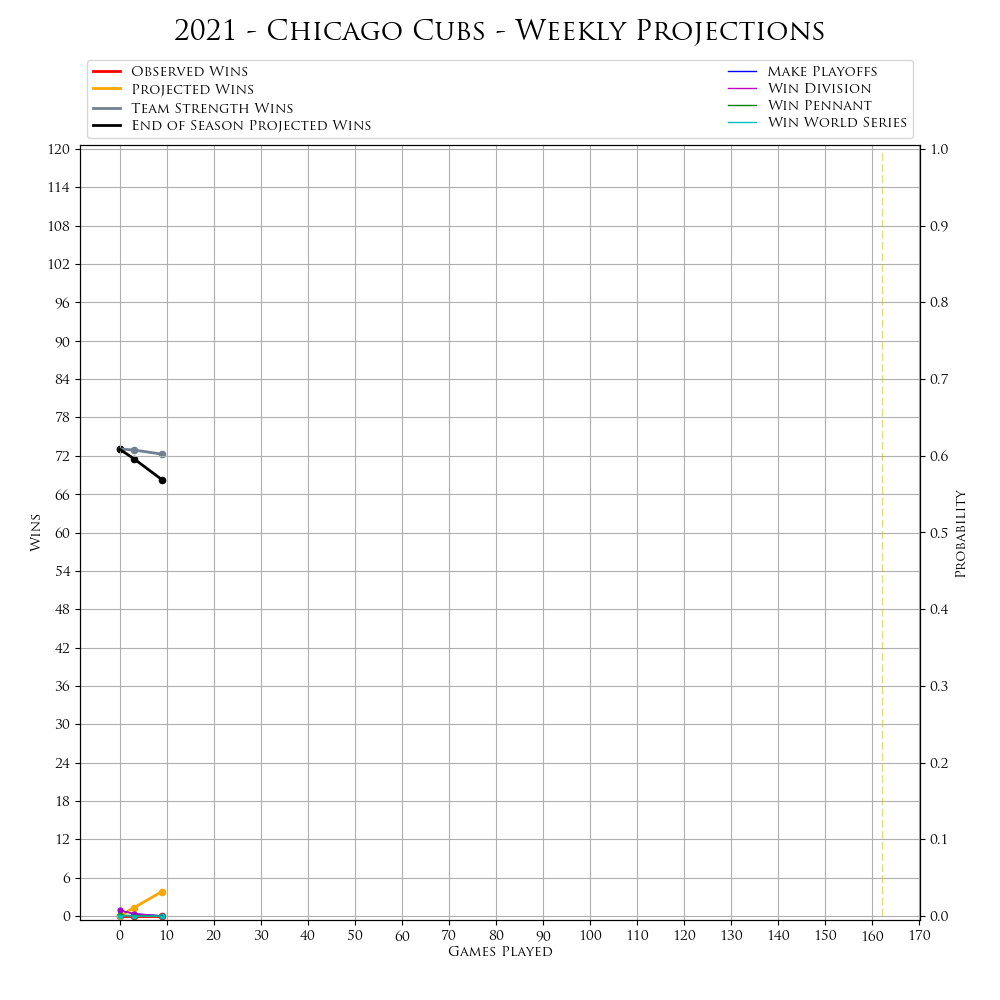 2021 - Chicago Cubs - Weekly Projections
Observed Wins
Projected Wins
Team Strength Wins
End of Season Projected Wins
Make Playoffs
Win Division
Win Pennant
Win World Series
120
114
108
102
96
90
84
78
72
66
60
54
48
42
36
30
24
18
12
6
0
Wins
1.0
0.9
0.8
0.7
0.6
0.5
0.4
0.3
0.2
0.1
0.0
Probability
0 10 20 30 40 50 60 70 80 90 100 110 120 130 140 150 160 170
Games Played